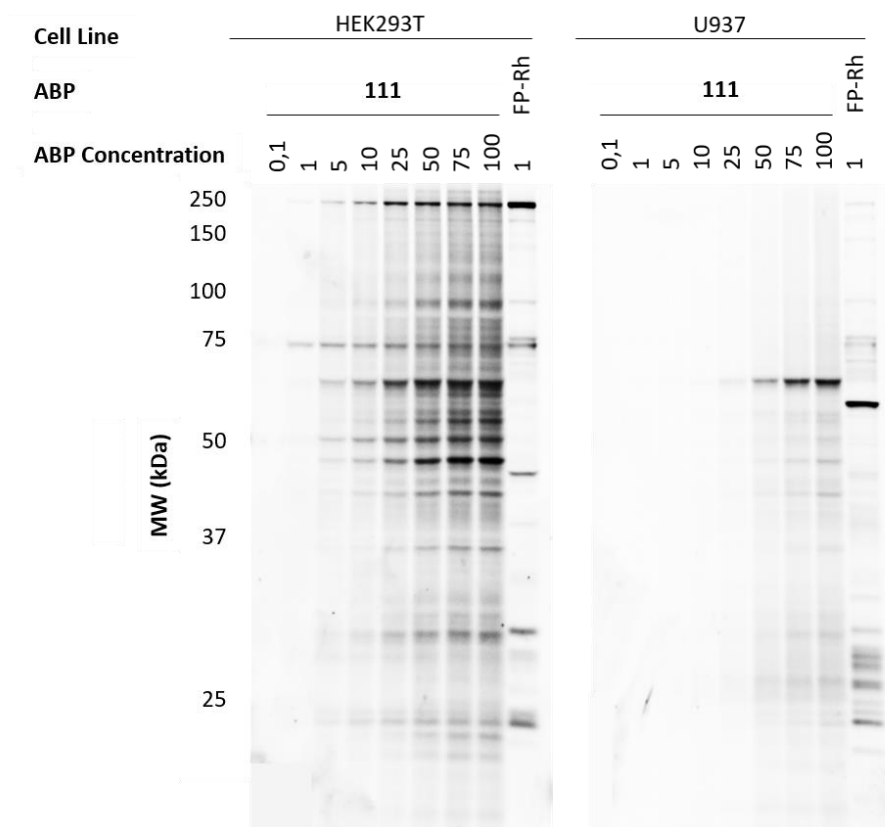 Cell Line HEK293T U937
ABP 111 FP-Rh 111 FP-Rh
ABP Concentration 0,1 1 5 10 25 50 75 100 1 0,1 1 5 10 25 50 75 100 1
250
150
100
75
50
MW (kDa)
37
25